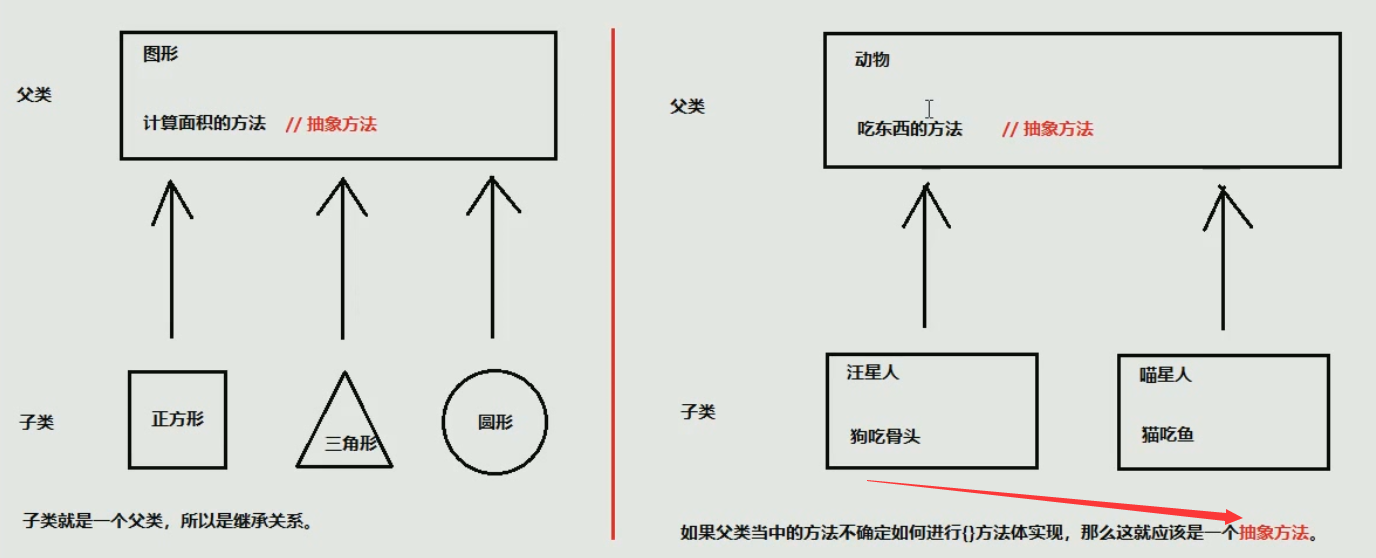 图形
父类
计算面积的方法 // 抽象方法
正方形
三角形
圆形
子类
子类就是一个父类，所以是继承关系。
动物
父类
吃东西的方法 // 抽象方法
汪星人
狗吃骨头
喵星人
猫吃鱼
子类
如果父类当中的方法不确定如何进行{}方法体实现，那么这就应该是一个抽象方法。